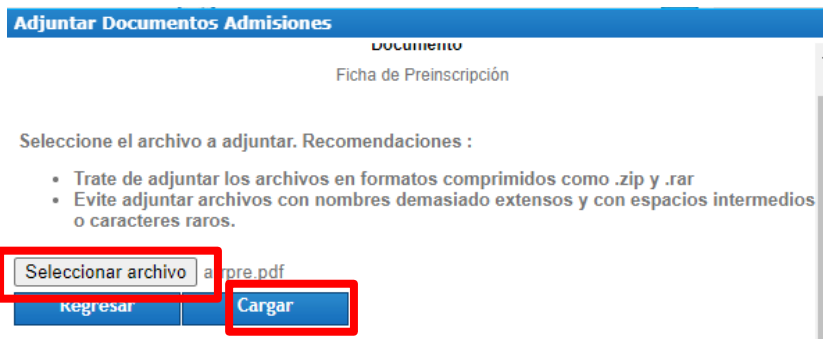 Adjuntar Documentos Admisiones
Documento
Ficha de Preinscripción
Seleccione el archivo a adjuntar. Recomendaciones :
• Trate de adjuntar los archivos en formatos comprimidos como .zip y .rar
• Evite adjuntar archivos con nombres demasiado extensos y con espacios intermedios
o caracteres raros.
Seleccionar archivo
Regresar Cargar